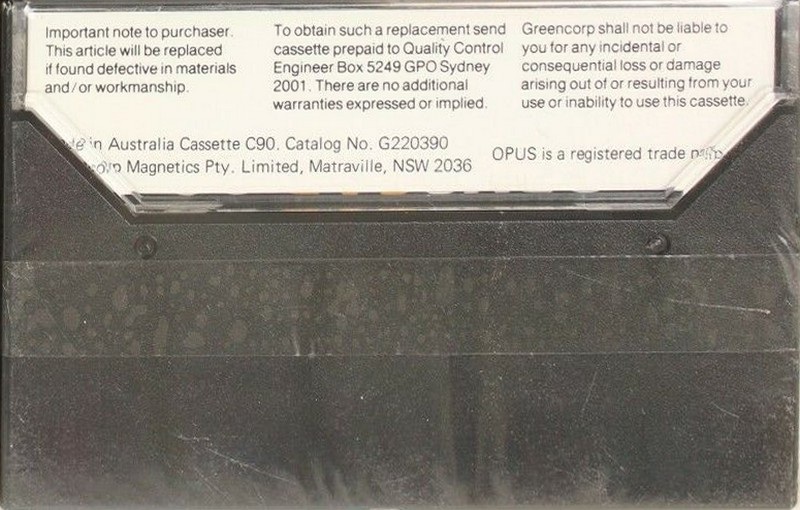 Important note to purchaser.
This article will be replaced
if found defective in materials
and/or workmanship.
To obtain such a replacement send
cassette prepaid to Quality Control
Engineer Box 5249 GPO Sydney
2001. There are no additional
warranties expressed or implied.
Greencorp shall not be liable to
you for any incidental or
consequential loss or damage
arising out of or resulting from your
use or inability to use this cassette.
in Australia Cassette C90. Catalog No. G220390
Magnetics Pty. Limited, Matraville, NSW 2036
OPUS is a registered trade